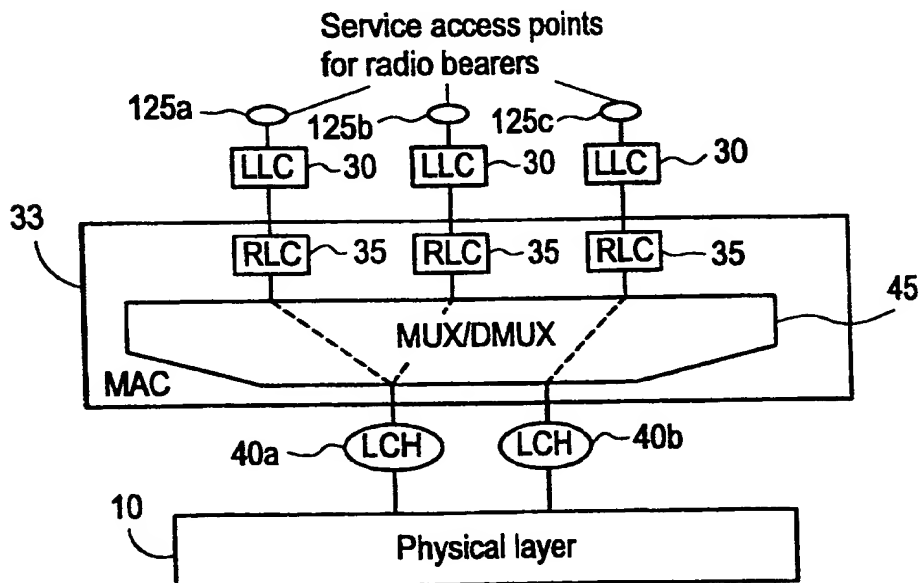 Service access points
for radio bearers
125a
125b
125c
LLC 30 LLC 30 LLC 30
33
RLC 35 RLC 35 RLC 35
45
MUX/DMUX
MAC
40a LCH LCH 40b
10
Physical layer